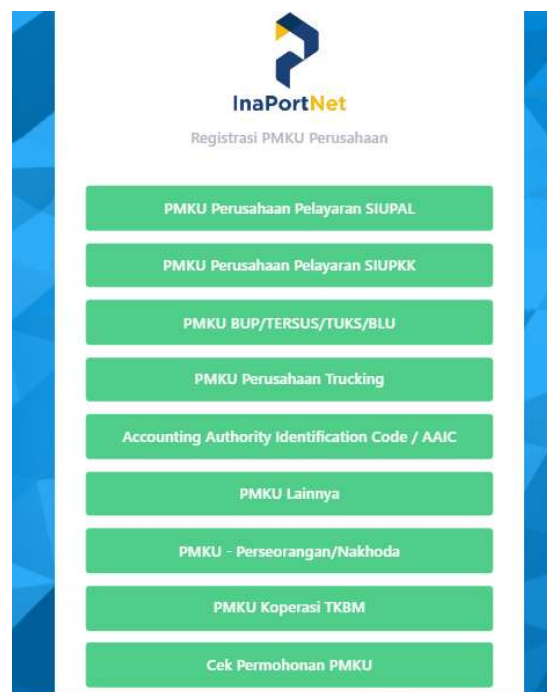 InaPortNet
Registrasi PMKU Perusahaan
PMKU Perusahaan Pelayaran SIUPAL
PMKU Perusahaan Pelayaran SIUPKK
PMKU BUP/TERSUS/TUKS/BLU
PMKU Perusahaan Trucking
Accounting Authority Identification Code / AAIC
PMKU Lainnya
PMKU - Perseorangan/Nakhoda
PMKU Koperasi TKBM
Cek Permohonan PMKU